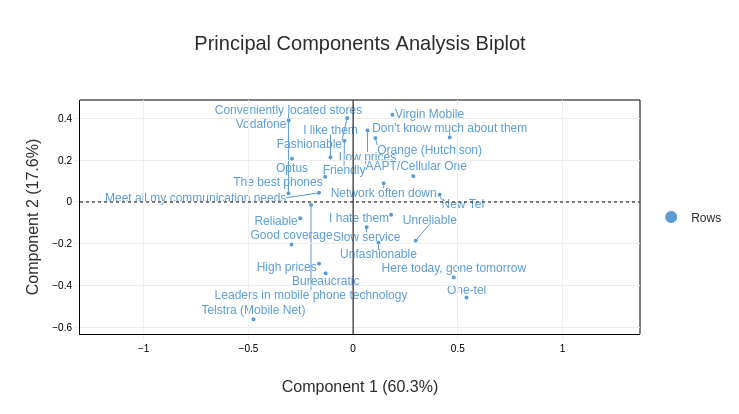 Principal Components Analysis Biplot
Component 2 (17.6%)
0.4
0.2
0
−0.2
−0.4
−0.6
Conveniently located stores
Virgin Mobile
Vodafone
I like them
Don't know much about them
Fashionable
Low prices
Orange (Hutchison)
Optus
Friendly
AAPT/Cellular One
The best phones
Network often down
Meet all my communication needs
New Tel
Reliable
I hate them
Unreliable
Good coverage
Slow service
Unfashionable
High prices
Here today, gone tomorrow
Bureaucratic
Leaders in mobile phone technology
One-tel
Telstra (Mobile Net)
Rows
−1
−0.5
0
0.5
1
Component 1 (60.3%)